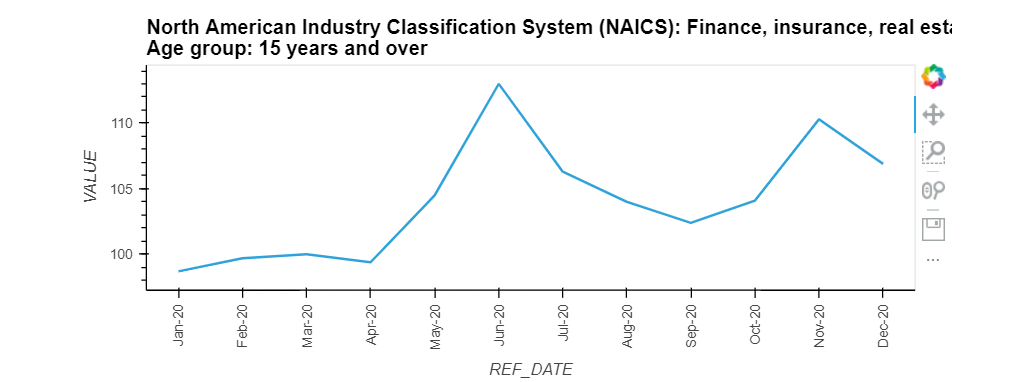 North American Industry Classification System (NAICS): Finance, insurance, real
Age group: 15 years and over
110
105
100
VALUE
Jan-20 Feb-20 Mar-20 Apr-20 May-20 Jun-20 Jul-20 Aug-20 Sep-20 Oct-20 Nov-20 Dec-20
REF_DATE